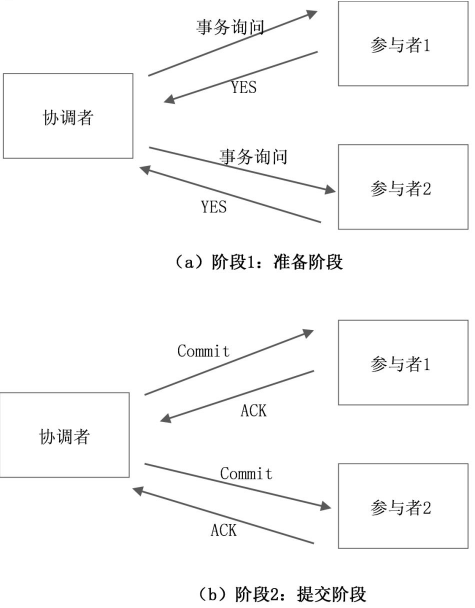 事务询问
参与者1
YES
协调者
事务询问
参与者2
YES
（a）阶段1：准备阶段
Commit
参与者1
ACK
协调者
Commit
参与者2
ACK
（b）阶段2：提交阶段